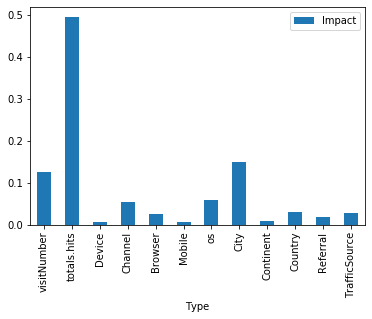 Impact
0.5
0.4
0.3
0.2
0.1
0.0
visitNumber
totals.hits
Device
Channel
Browser
Mobile
os
City
Continent
Country
Referral
TrafficSource
Type